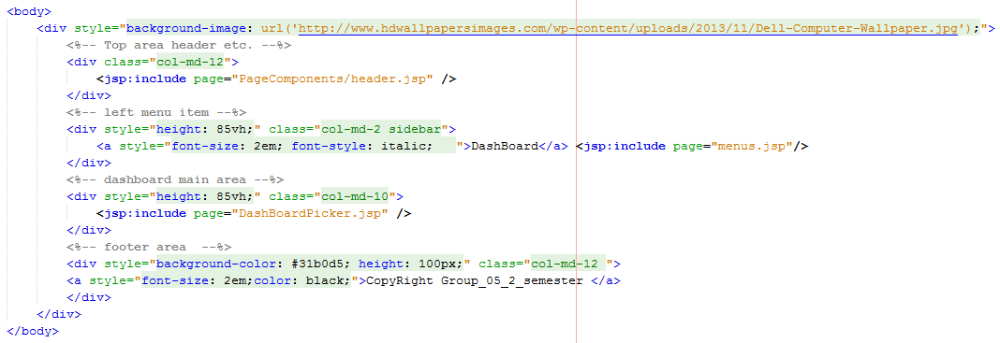 <body>
<div style="background-image: url('http://www.hdwallpapersimages.com/wp-content/uploads/2013/11/Dell-Computer-Wallpaper.jpg');">
<%-- Top area header etc. --%>
<div class="col-md-12">
<jsp:include page="PageComponents/header.jsp" />
</div>
<%-- left menu item --%>
<div style="height: 85vh;" class="col-md-2 sidebar">
<a style="font-size: 2em; font-style: italic;   ">DashBoard</a> <jsp:include page="menus.jsp"/>
</div>
<%-- dashboard main area --%>
<div style="height: 85vh;" class="col-md-10">
<jsp:include page="DashBoardPicker.jsp" />
</div>
<%-- footer area  --%>
<div style="background-color: #31b0d5; height: 100px;" class="col-md-12 ">
<a style="font-size: 2em;color: black;">CopyRight Group_05_2_semester </a>
</div>
</div>
</body>